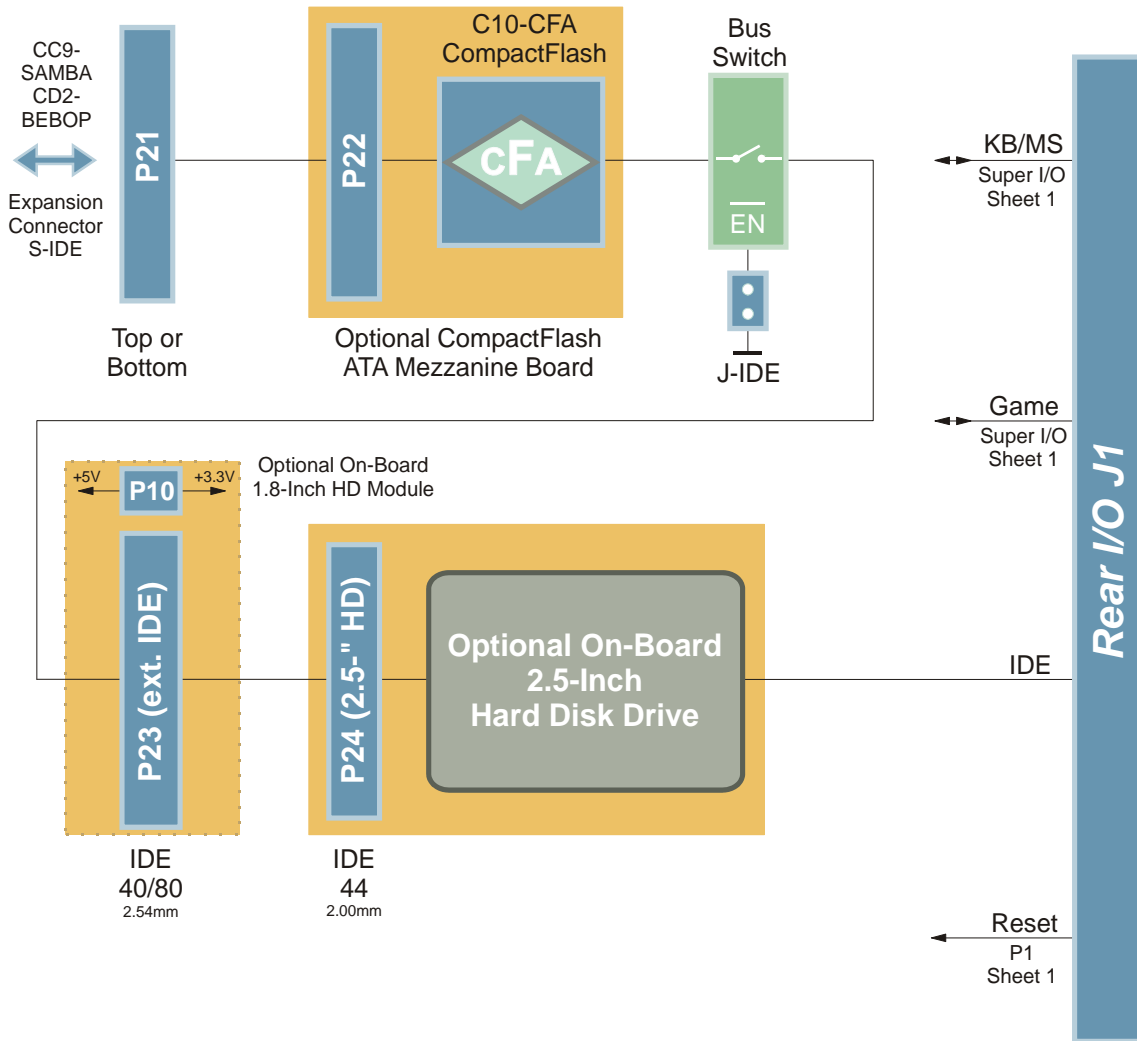 CC9-
SAMBA
CD2-
BEBOP
Expansion
Connector
S-IDE
P21
Top or
Bottom
C10-CFA
CompactFlash
P22
CFA
Optional CompactFlash
ATA Mezzanine Board
Bus
Switch
EN
J-IDE
KB/MS
Super I/O
Sheet 1
Game
Super I/O
Sheet 1
Rear I/O J1
+5V
P10
+3.3V
Optional On-Board
1.8-Inch HD Module
P23 (ext. IDE)
IDE
40/80
2.54mm
P24 (2.5-" HD)
IDE
44
2.00mm
Optional On-Board
2.5-Inch
Hard Disk Drive
IDE
Reset
P1
Sheet 1